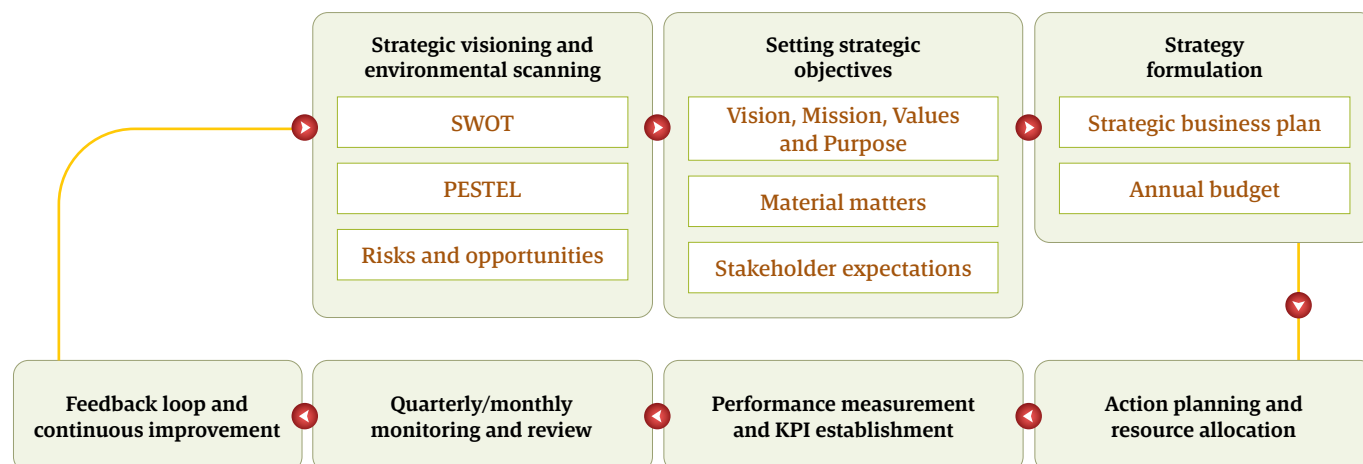 Strategic visioning and
environmental scanning
SWOT
PESTEL
Risks and opportunities
Setting strategic
objectives
Vision, Mission, Values
and Purpose
Material matters
Stakeholder expectations
Strategy
formulation
Strategic business plan
Annual budget
Action planning and
resource allocation
Performance measurement
and KPI establishment
Quarterly/monthly
monitoring and review
Feedback loop and
continuous improvement